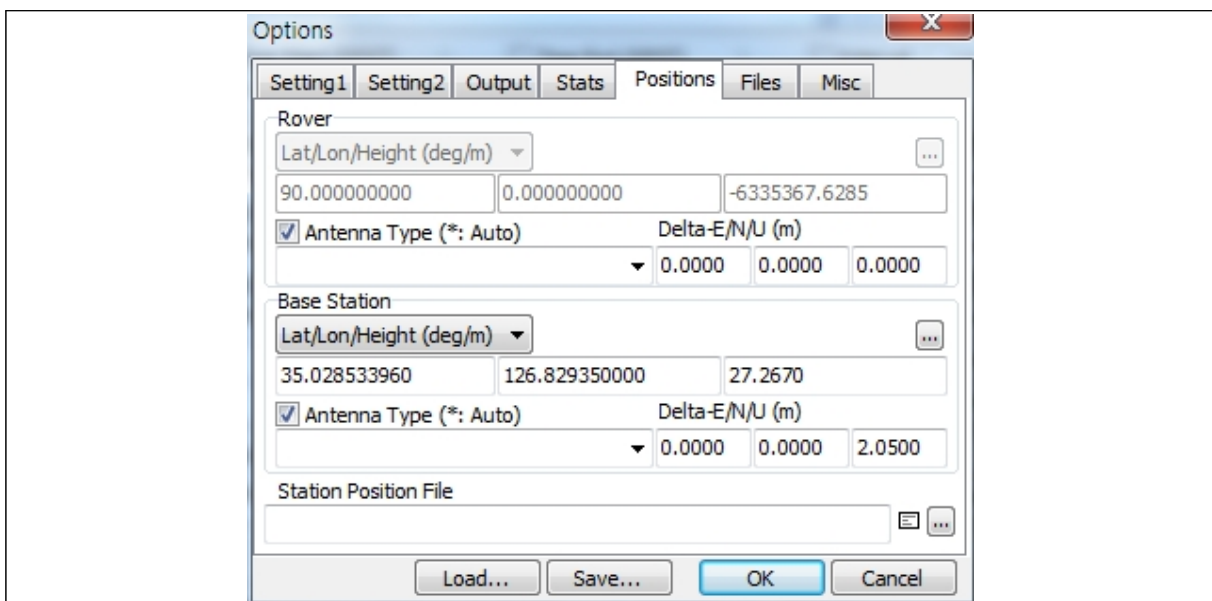 Options
Setting1 Setting2 Output Stats Positions Files Misc
Rover
Lat/Lon/Height (deg/m)
...
90.000000000 0.000000000 -6335367.6285
Antenna Type (*: Auto) Delta-E/N/U (m)
0.0000 0.0000 0.0000
Base Station
Lat/Lon/Height (deg/m)
...
35.028533960 126.829350000 27.2670
Antenna Type (*: Auto) Delta-E/N/U (m)
0.0000 0.0000 2.0500
Station Position File
...
Load... Save... OK Cancel